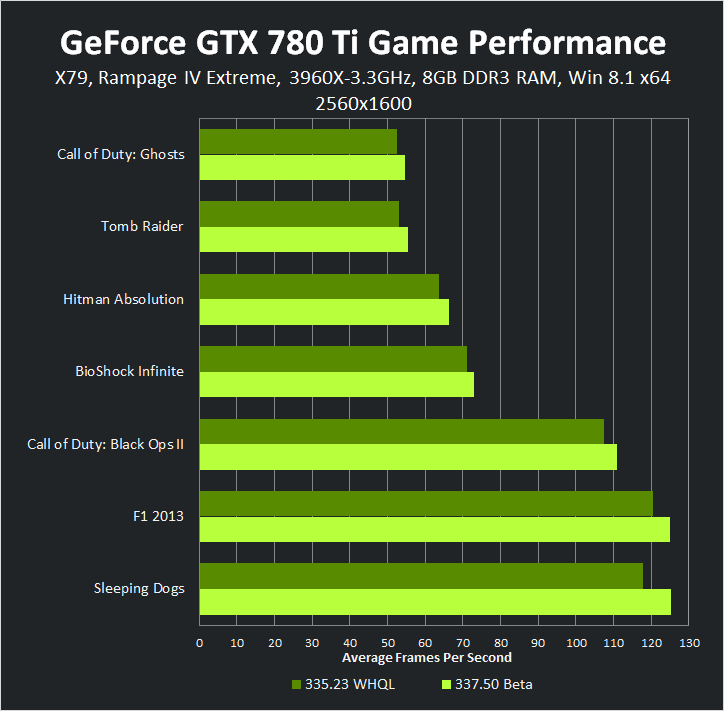 GeForce GTX 780 Ti Game Performance
X79, Rampage IV Extreme, 3960X-3.3GHz, 8GB DDR3 RAM, Win 8.1 x64
2560x1600
Call of Duty: Ghosts
Tomb Raider
Hitman Absolution
BioShock Infinite
Call of Duty: Black Ops II
F1 2013
Sleeping Dogs
0 10 20 30 40 50 60 70 80 90 100 110 120 130
Average Frames Per Second
335.23 WHQL 337.50 Beta